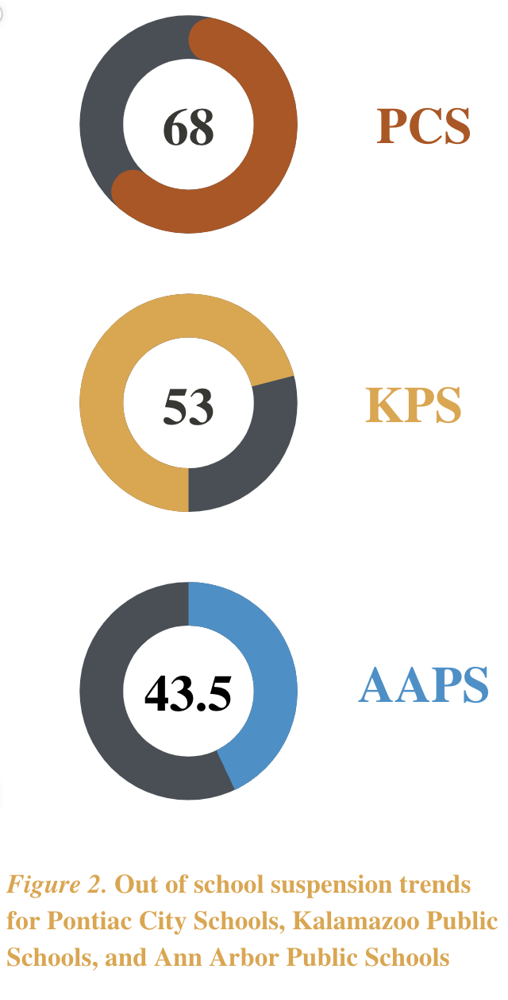 68
PCS
53
KPS
43.5
AAPS
Figure 2. Out of school suspension trends
for Pontiac City Schools, Kalamazoo Public
Schools, and Ann Arbor Public Schools